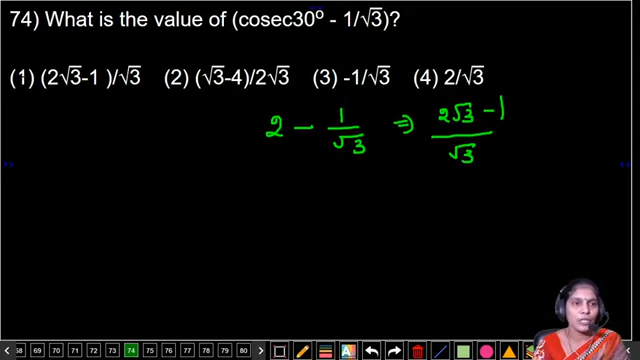 74) What is the value of (cosec30º - 1/√3)?
(1) (2√3-1 )/√3 (2) (√3-4)/2√3 (3) -1/√3 (4) 2/√3
2 - 1/√3 ⇒ (2√3 - 1)/√3
68 69 70 71 72 73 74 75 76 77 78 79 80